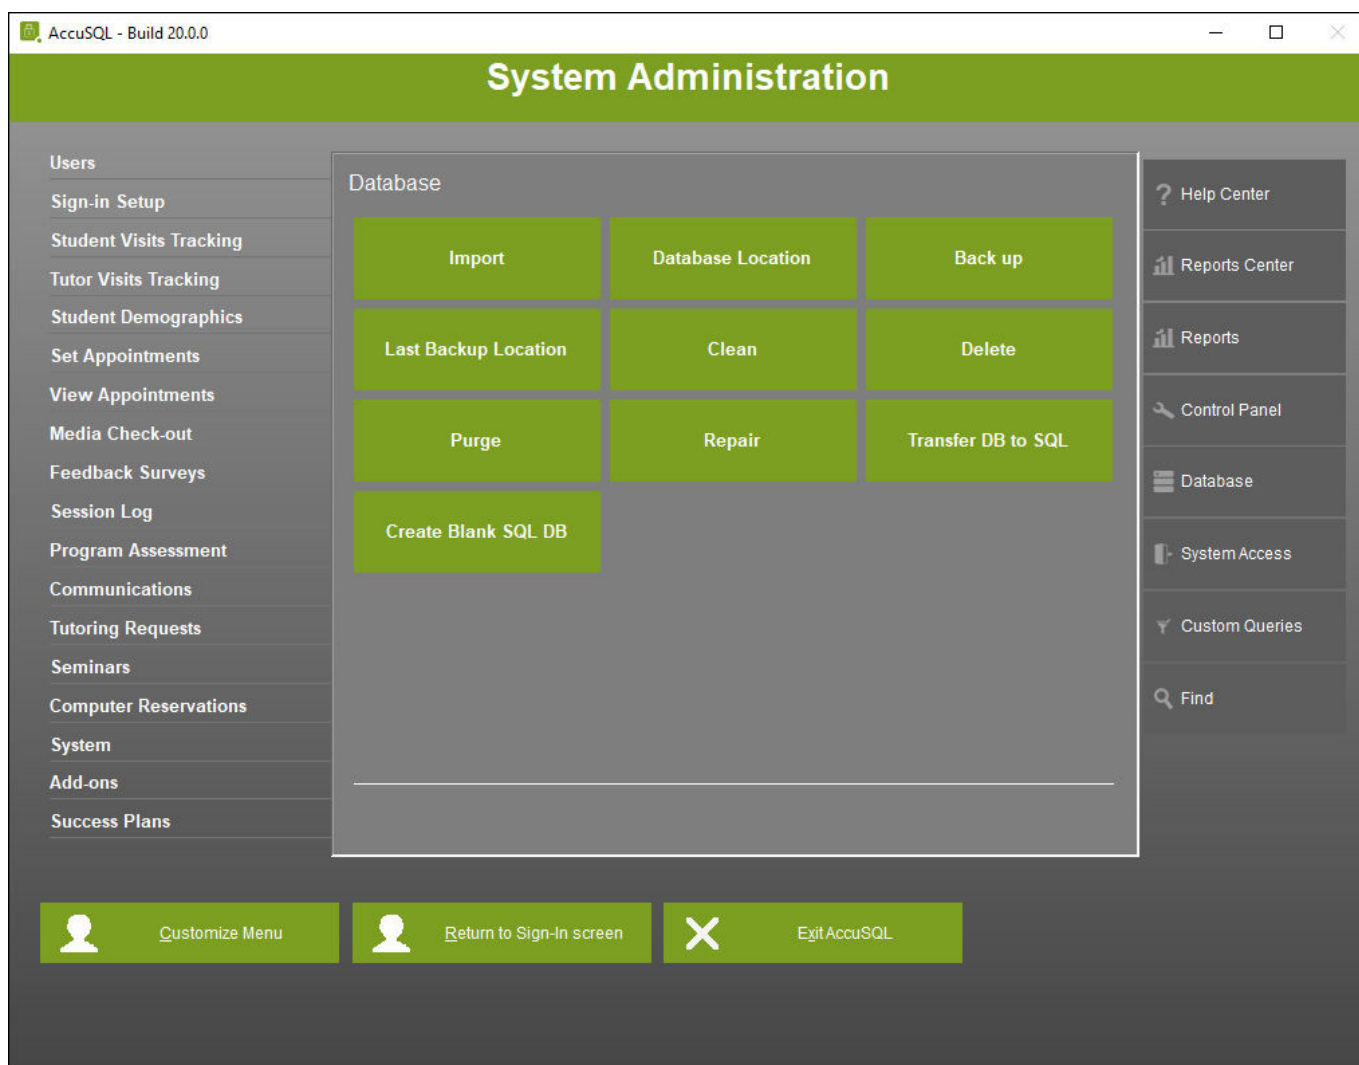 AccuSQL - Build 20.0.0
System Administration
Users
Sign-in Setup
Student Visits Tracking
Tutor Visits Tracking
Student Demographics
Set Appointments
View Appointments
Media Check-out
Feedback Surveys
Session Log
Program Assessment
Communications
Tutoring Requests
Seminars
Computer Reservations
System
Add-ons
Success Plans
Database
Import
Database Location
Back up
Last Backup Location
Clean
Delete
Purge
Repair
Transfer DB to SQL
Create Blank SQL DB
Help Center
Reports Center
Reports
Control Panel
Database
System Access
Custom Queries
Find
Customize Menu
Return to Sign-In screen
Exit AccuSQL